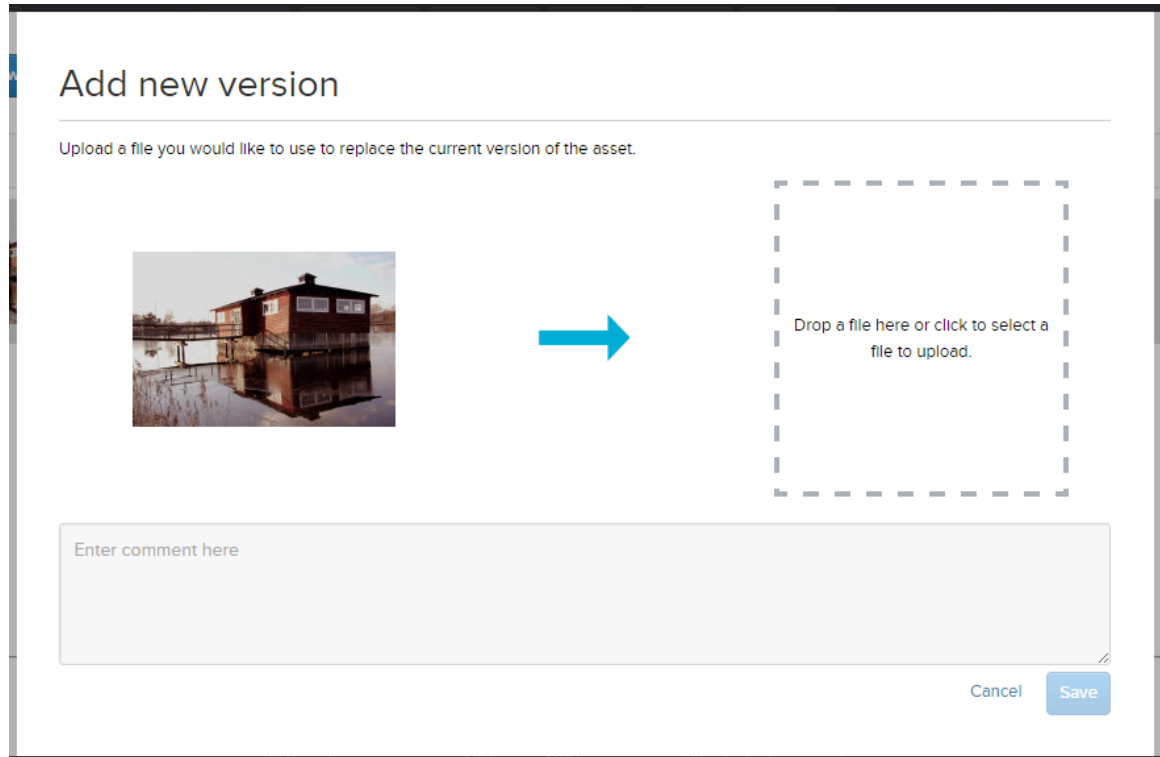 Add new version
Upload a file you would like to use to replace the current version of the asset.
Drop a file here or click to select a
file to upload.
Enter comment here
Cancel
Save